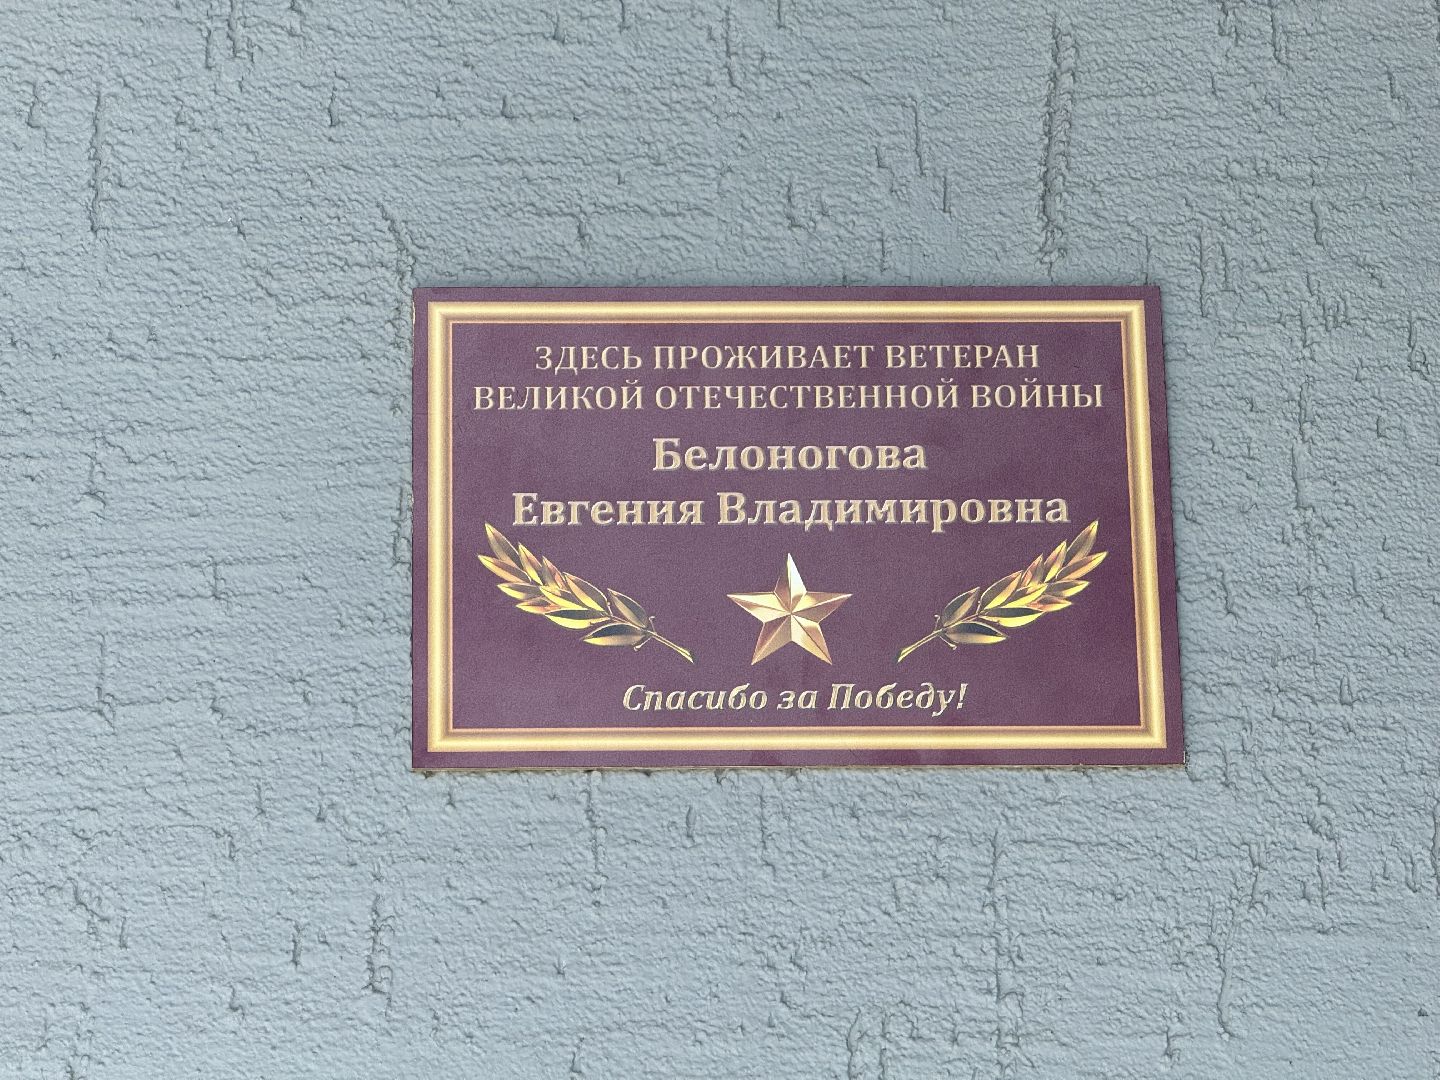 ЗДЕСЬ ПРОЖИВАЕТ ВЕТЕРАН
ВЕЛИКОЙ ОТЕЧЕСТВЕННОЙ ВОЙНЫ
Белоногова
Евгения Владимировна
Спасибо за Победу!